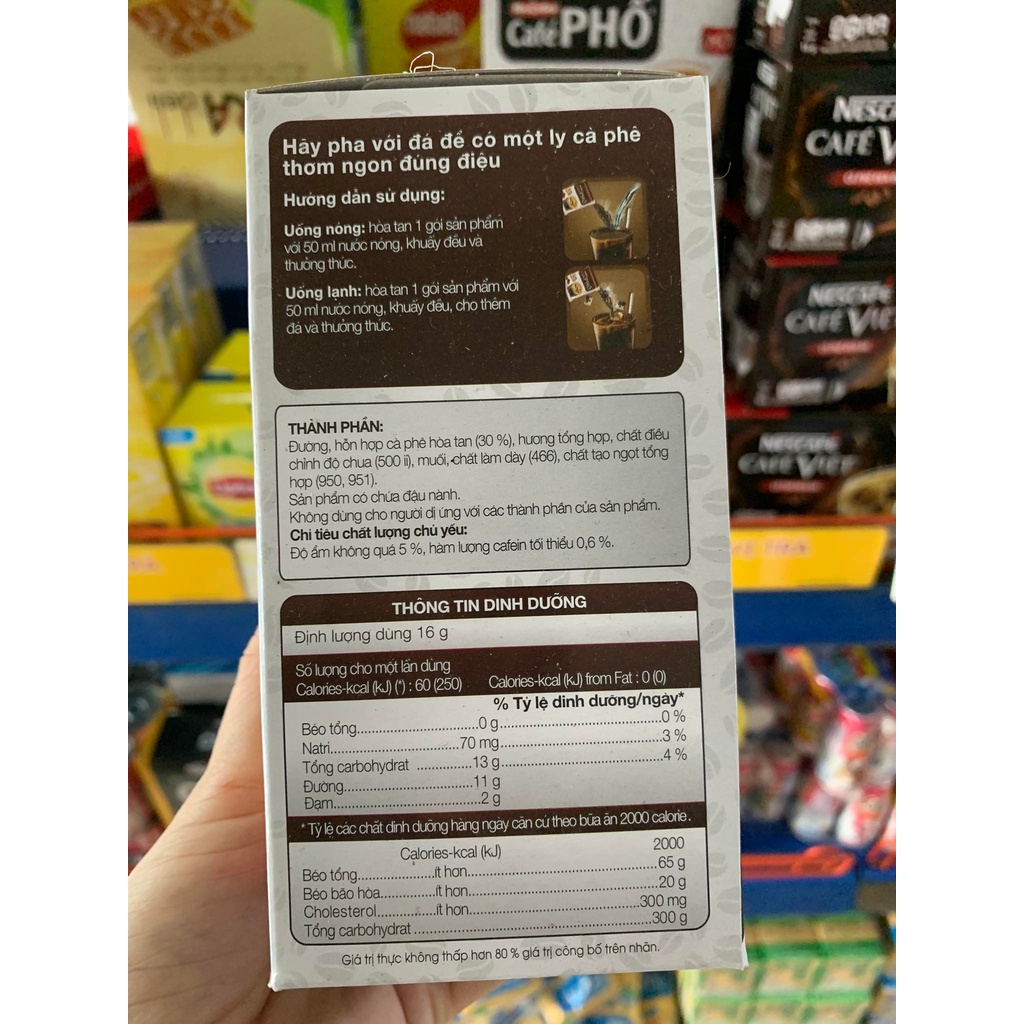 Café PHỐ
NESC
CAFÉ V
NESCAFÉ
CAFÉ VIỆ
NESCAFÉ
CAFÉ VIỆT
Hãy pha với đá để có một ly cà phê
thơm ngon đúng điệu
Hướng dẫn sử dụng:
Uống nóng: hòa tan 1 gói sản phẩm
với 50 ml nước nóng, khuấy đều và
thưởng thức.
Uống lạnh: hòa tan 1 gói sản phẩm với
50 ml nước nóng, khuấy đều, cho thêm
đá và thưởng thức.
THÀNH PHẦN:
Đường, hỗn hợp cà phê hòa tan (30 %), hương tổng hợp, chất điều
chỉnh độ chua (500 ii), muối, chất làm dày (466), chất tạo ngọt tổng
hợp (950, 951).
Sản phẩm có chứa đậu nành.
Không dùng cho người dị ứng với các thành phần của sản phẩm.
Chỉ tiêu chất lượng chủ yếu:
Độ ẩm không quá 5 %, hàm lượng cafein tối thiểu 0,6 %.
THÔNG TIN DINH DƯỠNG
Định lượng dùng 16 g
Số lượng cho một lần dùng
Calories-kcal (kJ) (*) : 60 (250) Calories-kcal (kJ) from Fat : 0 (0)
% Tỷ lệ dinh dưỡng/ngày*
Béo tổng..............................0 g........................................0 %
Natri..............................70 mg........................................3 %
Tổng carbohydrat ..............13 g........................................4 %
Đường..............................11 g
Đạm..............................2 g
* Tỷ lệ các chất dinh dưỡng hàng ngày căn cứ theo bữa ăn 2000 calorie.
Calories-kcal (kJ) 2000
Béo tổng....................ít hơn........................................65 g
Béo bão hòa..............ít hơn........................................20 g
Cholesterol...............ít hơn........................................300 mg
Tổng carbohydrat............................................................300 g
Giá trị thực không thấp hơn 80 % giá trị công bố trên nhãn.